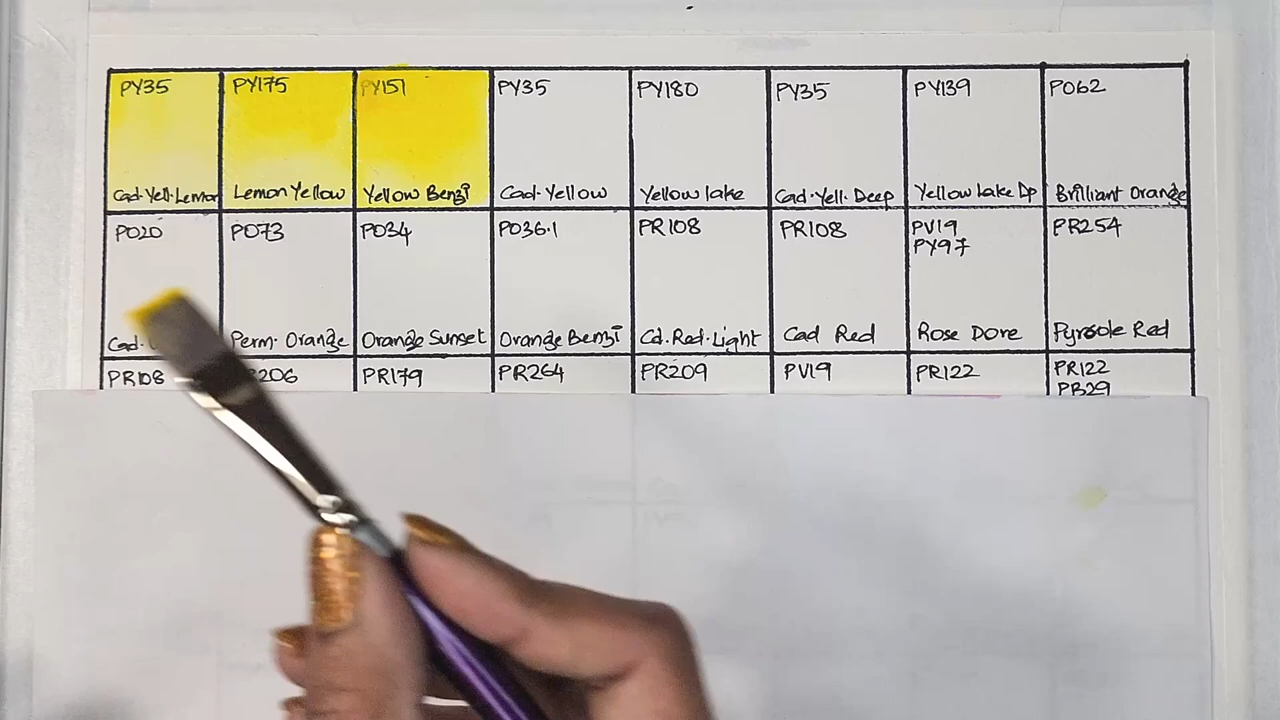 PY35 PY175 PY151 PY35 PY180 PY35 PY139 PO62
Cad.Yell.Lemon Lemon Yellow Yellow Benzi Cad.Yellow Yellow lake Cad.Yell.Deep Yellow Lake Dp Brilliant Orange
PO20 PO73 PO34 PO36.1 PR108 PR108 PV19 PR254
PY97
Cad. Perm. Orange Orange Sunset Orange Benzi Cd.Red.Light Cad Red Rose Dore Pyrrole Red
PR108 206 PR179 PR264 PR209 PV19 PR122 PR122
PB29